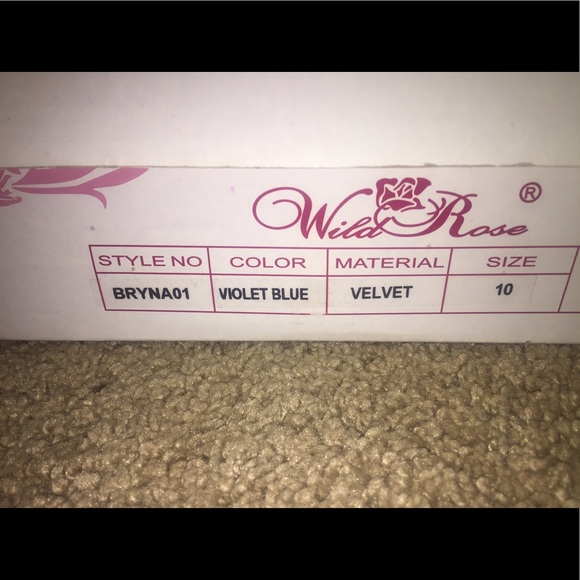 Wild Rose ®
STYLE NO COLOR MATERIAL SIZE
BRYNA01 VIOLET BLUE VELVET 10